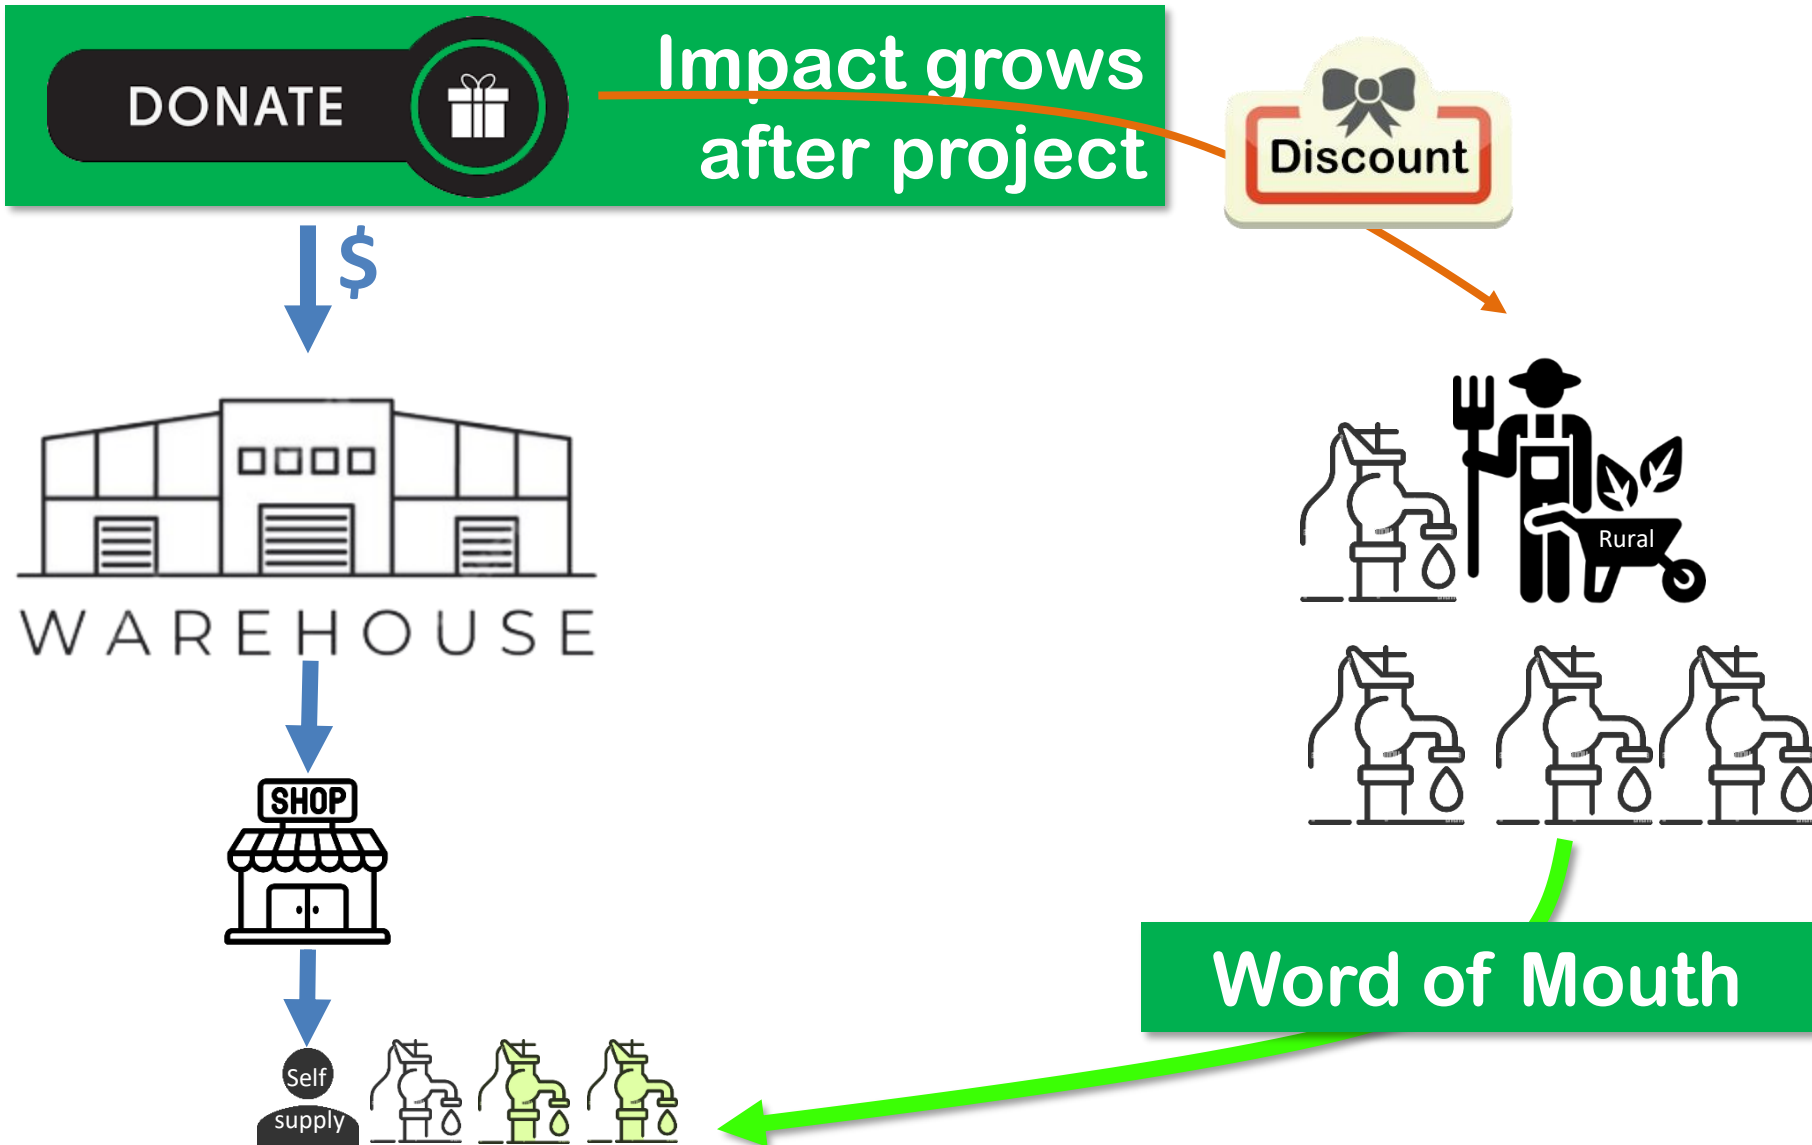 DONATE
Impact grows
after project
Discount
$
Rural
WAREHOUSE
SHOP
Word of Mouth
Self
supply